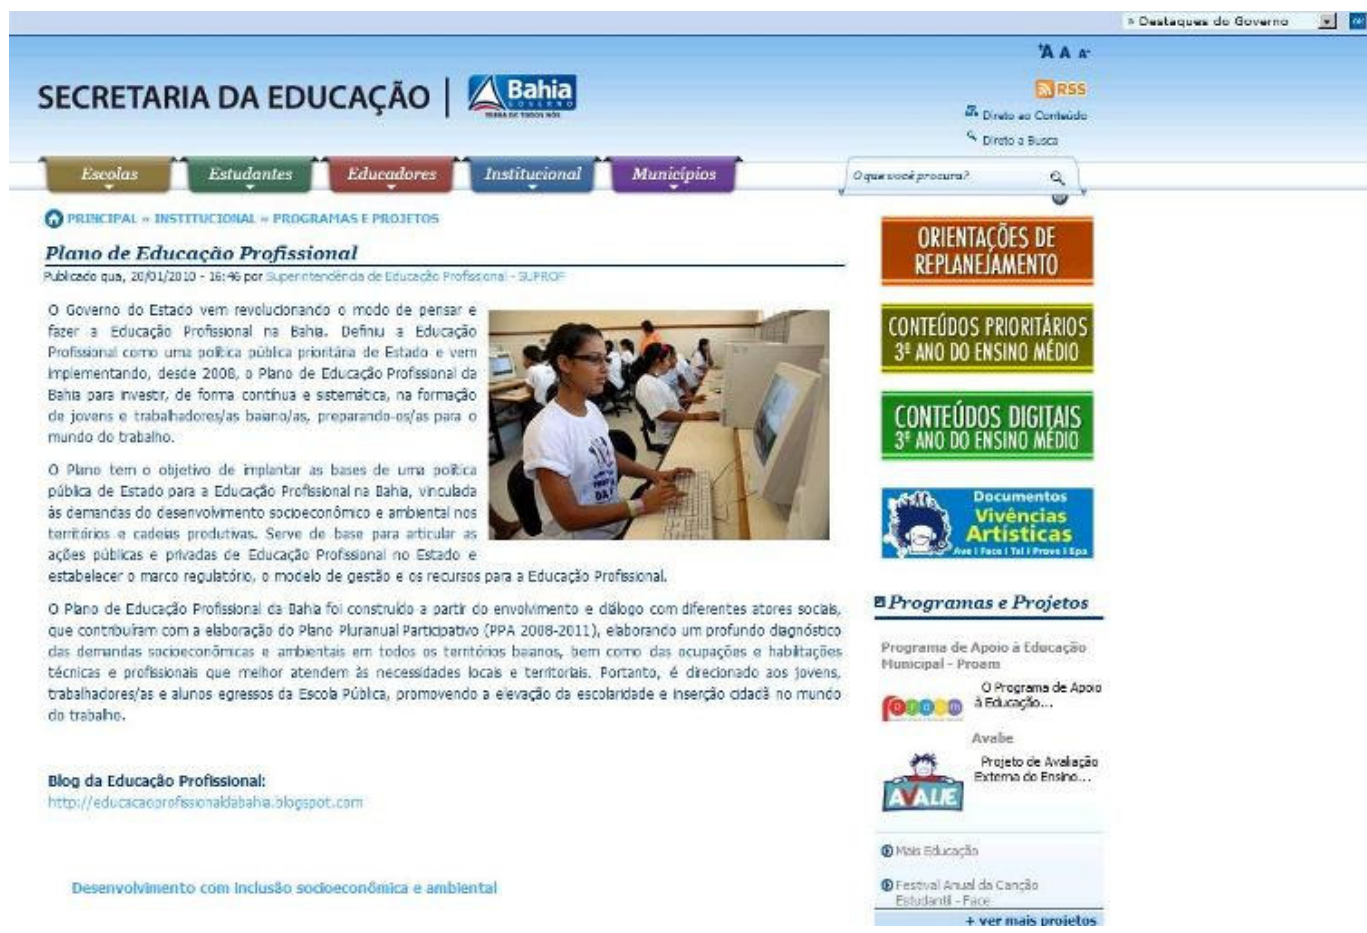 » Destaques do Governo
+A A A-
SECRETARIA DA EDUCAÇÃO | Bahia
GOVERNO
TERRA DE TODOS NÓS
RSS
Direto ao Conteúdo
Direto a Busca
Escolas Estudantes Educadores Institucional Municípios
O que você procura?
PRINCIPAL » INSTITUCIONAL » PROGRAMAS E PROJETOS
Plano de Educação Profissional
Publicado qua, 20/01/2010 - 16:46 por Superintendência de Educação Profissional - SUPROF
O Governo do Estado vem revolucionando o modo de pensar e
fazer a Educação Profissional na Bahia. Definiu a Educação
Profissional como uma política pública prioritária de Estado e vem
implementando, desde 2008, o Plano de Educação Profissional da
Bahia para investir, de forma contínua e sistemática, na formação
de jovens e trabalhadores/as baiano/as, preparando-os/as para o
mundo do trabalho.
O Plano tem o objetivo de implantar as bases de uma política
pública de Estado para a Educação Profissional na Bahia, vinculada
às demandas do desenvolvimento socioeconômico e ambiental nos
territórios e cadeias produtivas. Serve de base para articular as
ações públicas e privadas de Educação Profissional no Estado e
estabelecer o marco regulatório, o modelo de gestão e os recursos para a Educação Profissional.
O Plano de Educação Profissional da Bahia foi construído a partir do envolvimento e diálogo com diferentes atores sociais,
que contribuíram com a elaboração do Plano Plurianual Participativo (PPA 2008-2011), elaborando um profundo diagnóstico
das demandas socioeconômicas e ambientais em todos os territórios baianos, bem como das ocupações e habilitações
técnicas e profissionais que melhor atendem às necessidades locais e territoriais. Portanto, é direcionado aos jovens,
trabalhadores/as e alunos egressos da Escola Pública, promovendo a elevação da escolaridade e inserção cidadã no mundo
do trabalho.
Blog da Educação Profissional:
http://educacaoprofissionaldabahia.blogspot.com
Desenvolvimento com inclusão socioeconômica e ambiental
ORIENTAÇÕES DE
REPLANEJAMENTO
CONTEÚDOS PRIORITÁRIOS
3º ANO DO ENSINO MÉDIO
CONTEÚDOS DIGITAIS
3º ANO DO ENSINO MÉDIO
Documentos
Vivências
Artísticas
Ave | Face | Tal | Prove | Epa
Programas e Projetos
Programa de Apoio à Educação
Municipal - Proam
O Programa de Apoio
à Educação...
Proam
Avalie
Projeto de Avaliação
Externa do Ensino...
AVALIE
Mais Educação
Festival Anual da Canção
Estudantil - Face
+ ver mais projetos